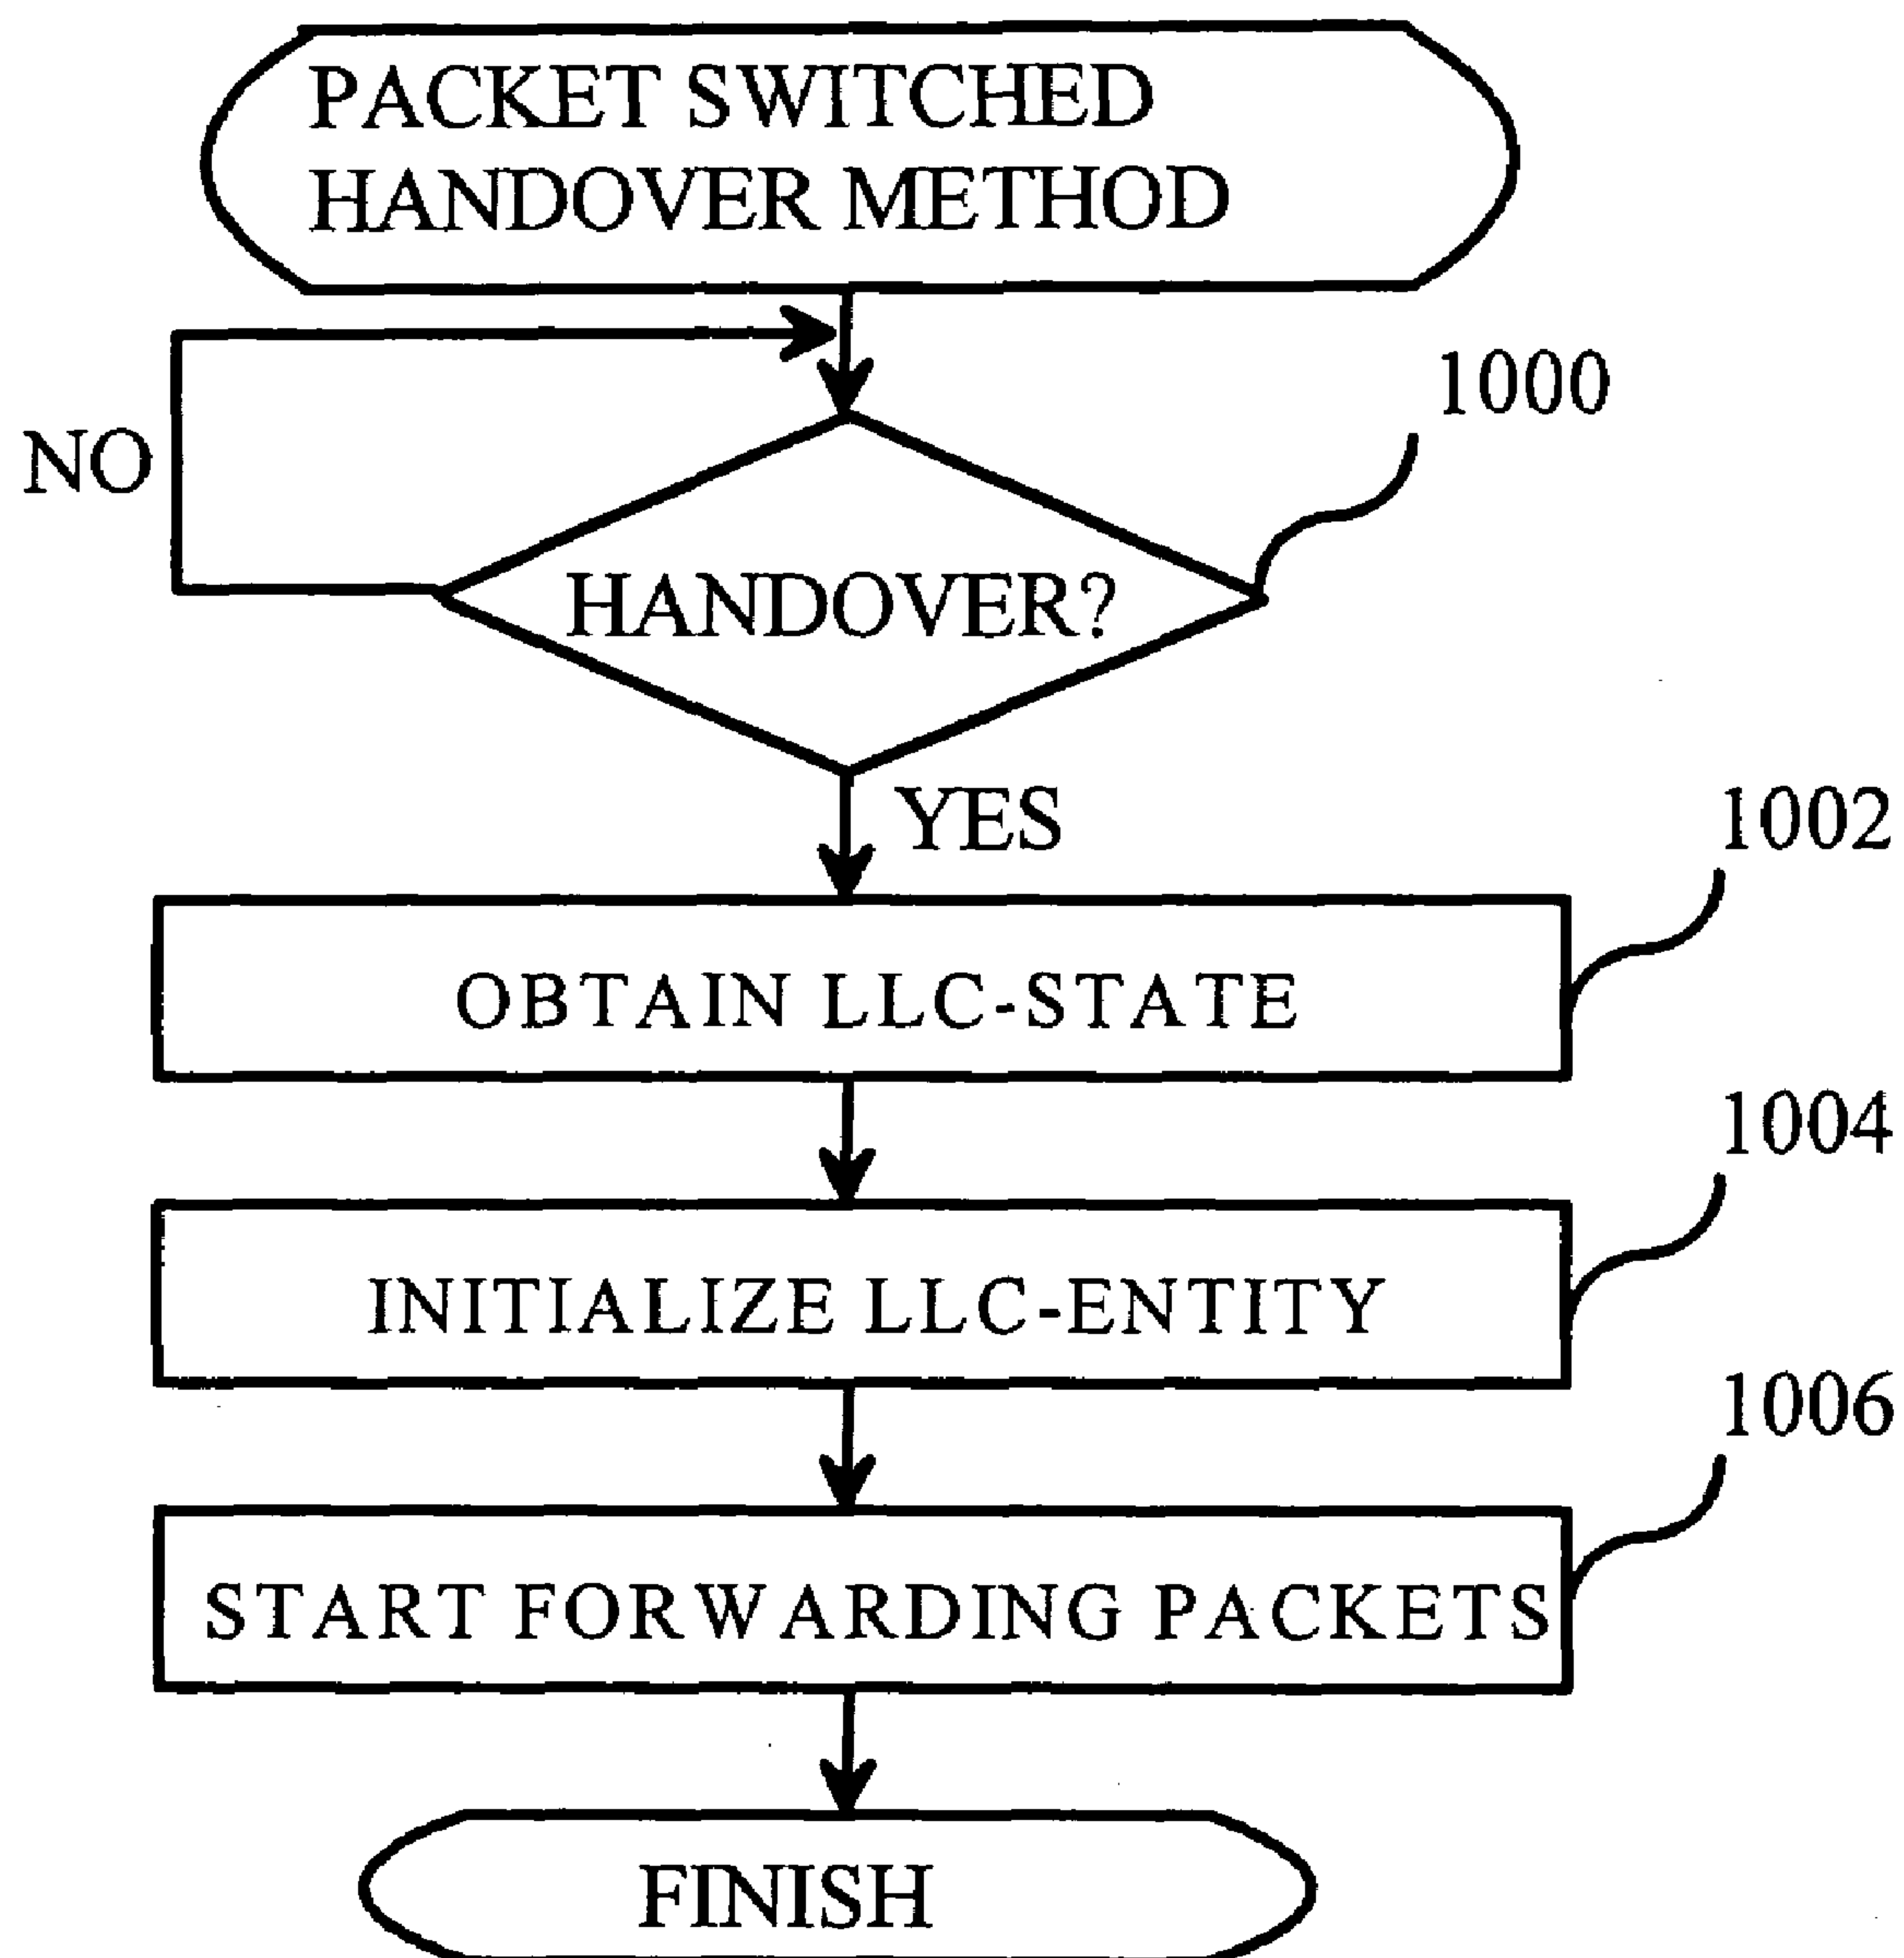 PACKET SWITCHED
HANDOVER METHOD
1000
NO
HANDOVER?
YES
1002
OBTAIN LLC-STATE
1004
INITIALIZE LLC-ENTITY
1006
START FORWARDING PACKETS
FINISH